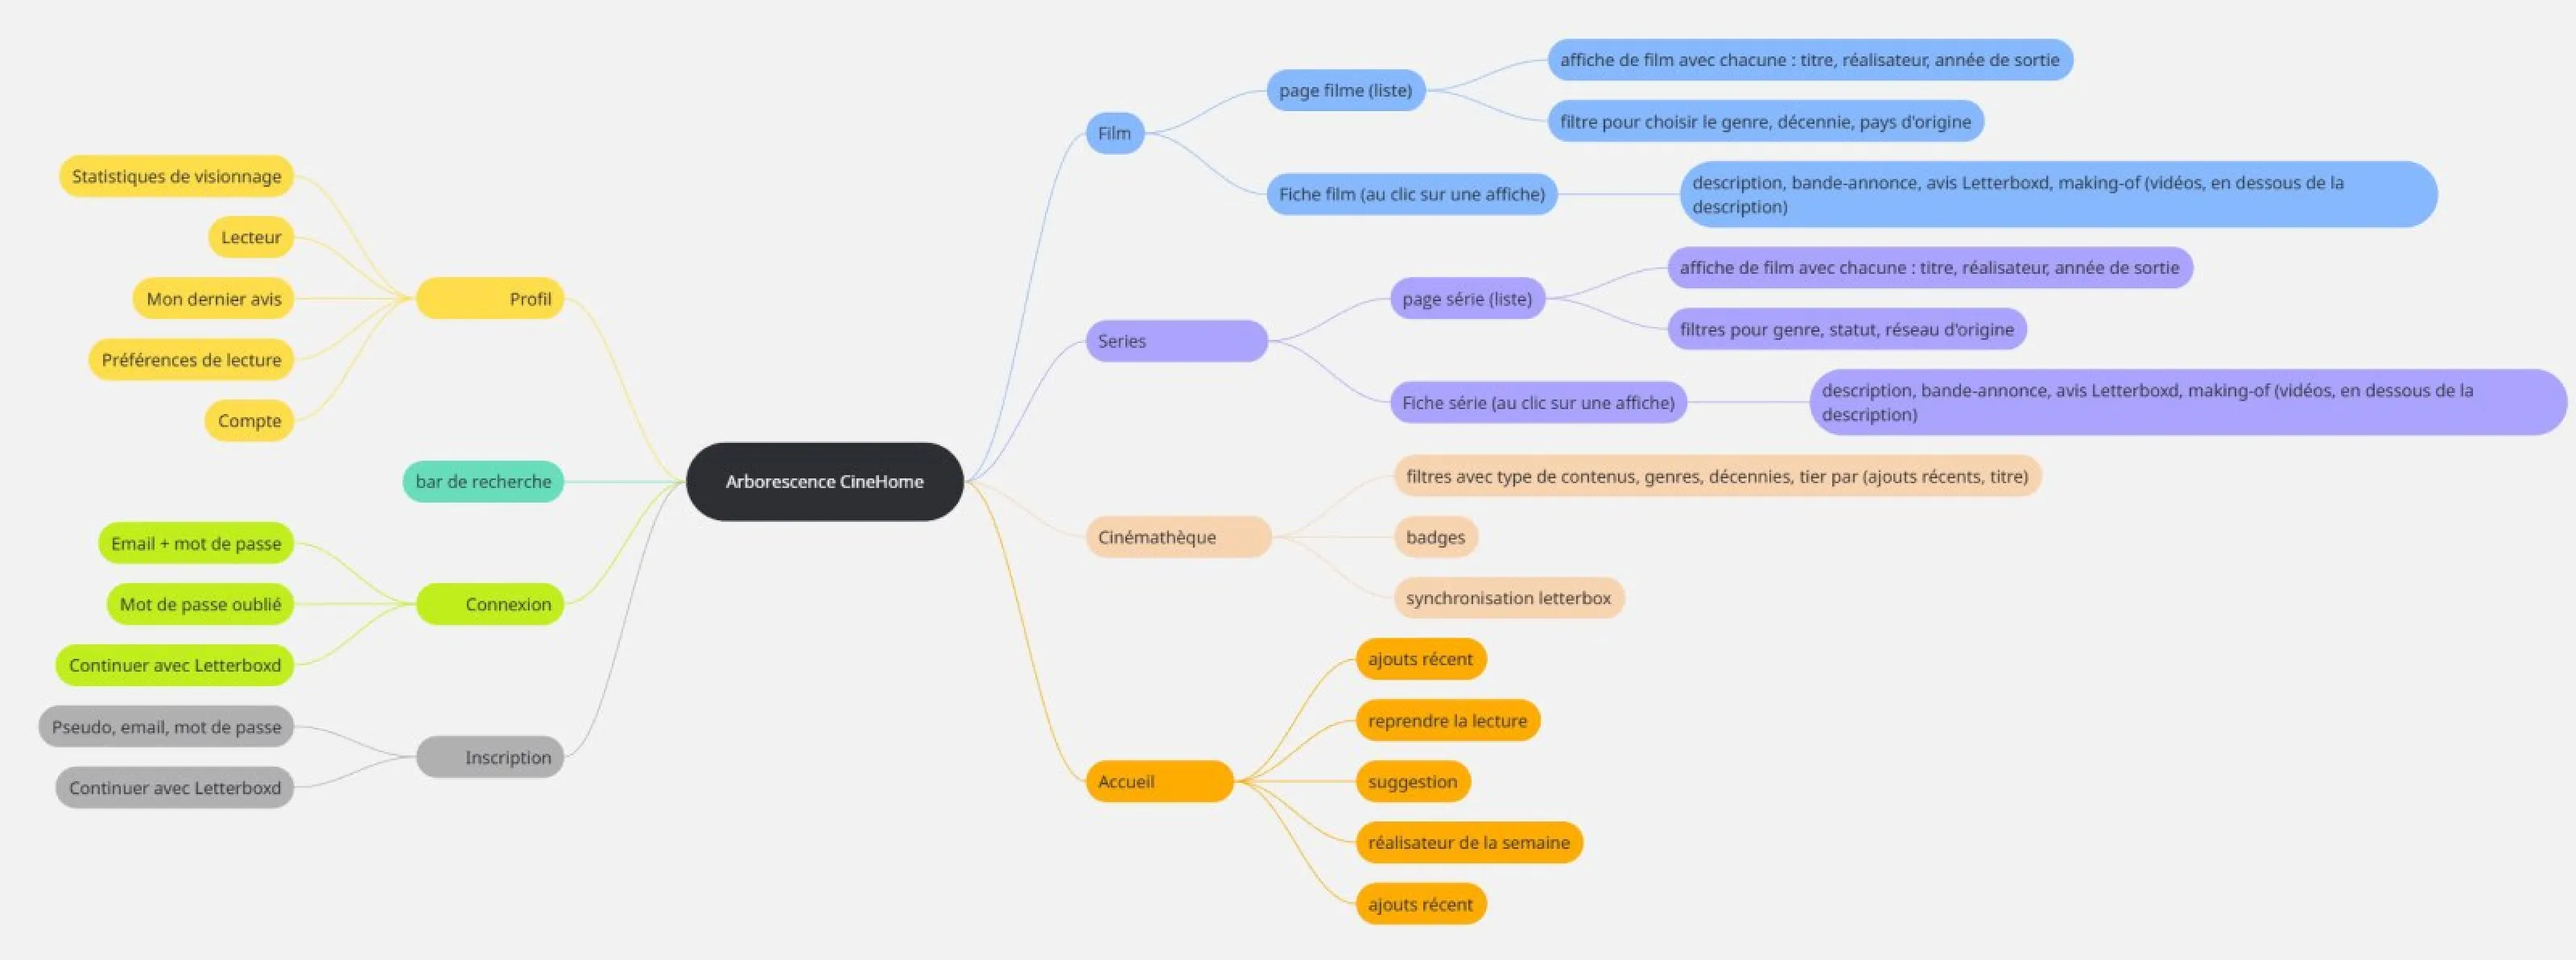 Arborescence CineHome
Profil
Statistiques de visionnage
Lecteur
Mon dernier avis
Préférences de lecture
Compte
bar de recherche
Connexion
Email + mot de passe
Mot de passe oublié
Continuer avec Letterboxd
Inscription
Pseudo, email, mot de passe
Continuer avec Letterboxd
Film
page filme (liste)
affiche de film avec chacune : titre, réalisateur, année de sortie
filtre pour choisir le genre, décennie, pays d'origine
Fiche film (au clic sur une affiche)
description, bande-annonce, avis Letterboxd, making-of (vidéos, en dessous de la
description)
Series
page série (liste)
affiche de film avec chacune : titre, réalisateur, année de sortie
filtres pour genre, statut, réseau d'origine
Fiche série (au clic sur une affiche)
description, bande-annonce, avis Letterboxd, making-of (vidéos, en dessous de la
description)
Cinémathèque
filtres avec type de contenus, genres, décennies, tier par (ajouts récents, titre)
badges
synchronisation letterbox
Accueil
ajouts récent
reprendre la lecture
suggestion
réalisateur de la semaine
ajouts récent